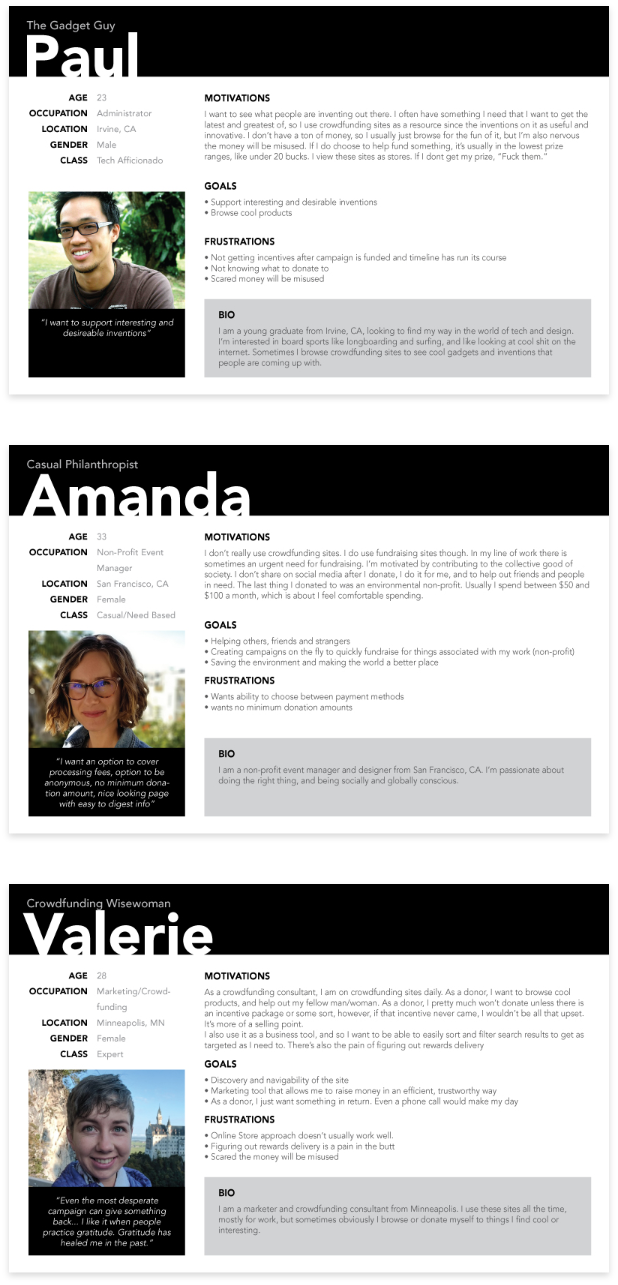 The Gadget Guy
Paul
AGE 23
OCCUPATION Administrator
LOCATION Irvine, CA
GENDER Male
CLASS Tech Afficionado
"I want to support interesting and
desireable inventions"
MOTIVATIONS
I want to see what people are inventing out there. I often have something I need that I want to get the
latest and greatest of, so I use crowdfunding sites as a resource since the inventions on it as useful and
innovative. I don't have a ton of money, so I usually just browse for the fun of it, but I'm also nervous
the money will be misused. If I do choose to help fund something, it's usually in the lowest prize
ranges, like under 20 bucks. I view these sites as stores. If I dont get my prize, "Fuck them."
GOALS
• Support interesting and desirable inventions
• Browse cool products
FRUSTRATIONS
• Not getting incentives after campaign is funded and timeline has run its course
• Not knowing what to donate to
• Scared money will be misused
BIO
I am a young graduate from Irvine, CA, looking to find my way in the world of tech and design.
I'm interested in board sports like longboarding and surfing, and like looking at cool shit on the
internet. Sometimes I browse crowdfunding sites to see cool gadgets and inventions that
people are coming up with.
Casual Philanthropist
Amanda
AGE 33
OCCUPATION Non-Profit Event
Manager
LOCATION San Francisco, CA
GENDER Female
CLASS Casual/Need Based
"I want an option to cover
processing fees, option to be
anonymous, no minimum dona-
tion amount, nice looking page
with easy to digest info"
MOTIVATIONS
I don't really use crowdfunding sites. I do use fundraising sites though. In my line of work there is
sometimes an urgent need for fundraising. I'm motivated by contributing to the collective good of
society. I don't share on social media after I donate, I do it for me, and to help out friends and people
in need. The last thing I donated to was an environmental non-profit. Usually I spend between $50 and
$100 a month, which is about I feel comfortable spending.
GOALS
• Helping others, friends and strangers
• Creating campaigns on the fly to quickly fundraise for things associated with my work (non-profit)
• Saving the environment and making the world a better place
FRUSTRATIONS
• Wants ability to choose between payment methods
• wants no minimum donation amounts
BIO
I am a non-profit event manager and designer from San Francisco, CA. I'm passionate about
doing the right thing, and being socially and globally conscious.
Crowdfunding Wisewoman
Valerie
AGE 28
OCCUPATION Marketing/Crowd-
funding
LOCATION Minneapolis, MN
GENDER Female
CLASS Expert
"Even the most desperate
campaign can give something
back... I like it when people
practice gratitude. Gratitude has
healed me in the past."
MOTIVATIONS
As a crowdfunding consultant, I am on crowdfunding sites daily. As a donor, I want to browse cool
products, and help out my fellow man/woman. As a donor, I pretty much won't donate unless there is
an incentive package or some sort, however, if that incentive never came, I wouldn't be all that upset.
It's more of a selling point.
I also use it as a business tool, and so I want to be able to easily sort and filter search results to get as
targeted as I need to. There's also the pain of figuring out rewards delivery
GOALS
• Discovery and navigability of the site
• Marketing tool that allows me to raise money in an efficient, trustworthy way
• As a donor, I just want something in return. Even a phone call would make my day
FRUSTRATIONS
• Online Store approach doesn't usually work well.
• Figuring out rewards delivery is a pain in the butt
• Scared the money will be misused
BIO
I am a marketer and crowdfunding consultant from Minneapolis. I use these sites all the time,
mostly for work, but sometimes obviously I browse or donate myself to things I find cool or
interesting.